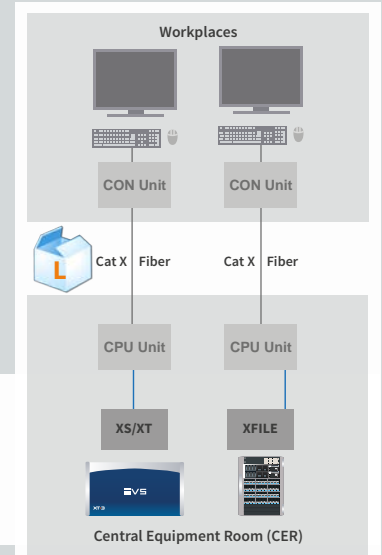 Workplaces
CON Unit CON Unit
L Cat X Fiber Cat X Fiber
CPU Unit CPU Unit
XS/XT XFILE
EVS
XT3
Central Equipment Room (CER)